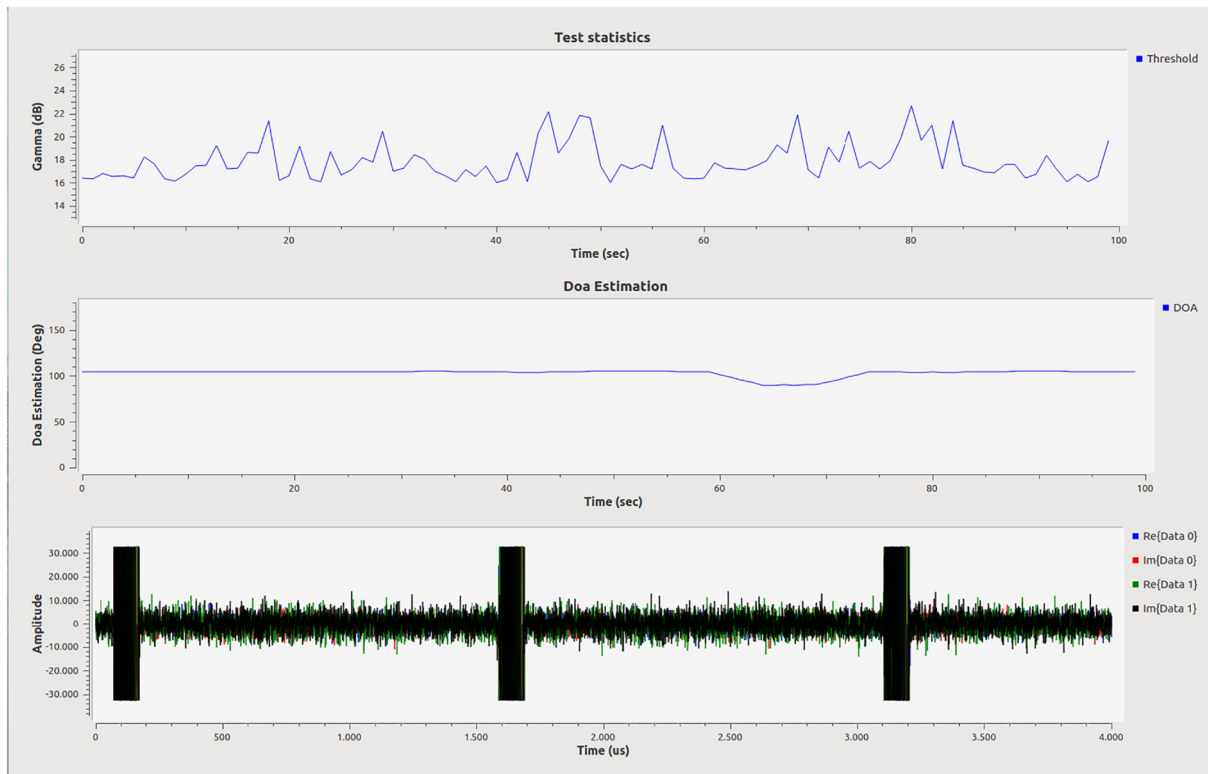 Test statistics
Threshold
Gamma (dB)
26
24
22
20
18
16
14
0 20 40 60 80 100
Time (sec)
Doa Estimation
DOA
Doa Estimation (Deg)
150
100
50
0
0 20 40 60 80 100
Time (sec)
Re{Data 0}
Im{Data 0}
Re{Data 1}
Im{Data 1}
Amplitude
30.000
20.000
10.000
0
-10.000
-20.000
-30.000
0 500 1.000 1.500 2.000 2.500 3.000 3.500 4.000
Time (us)